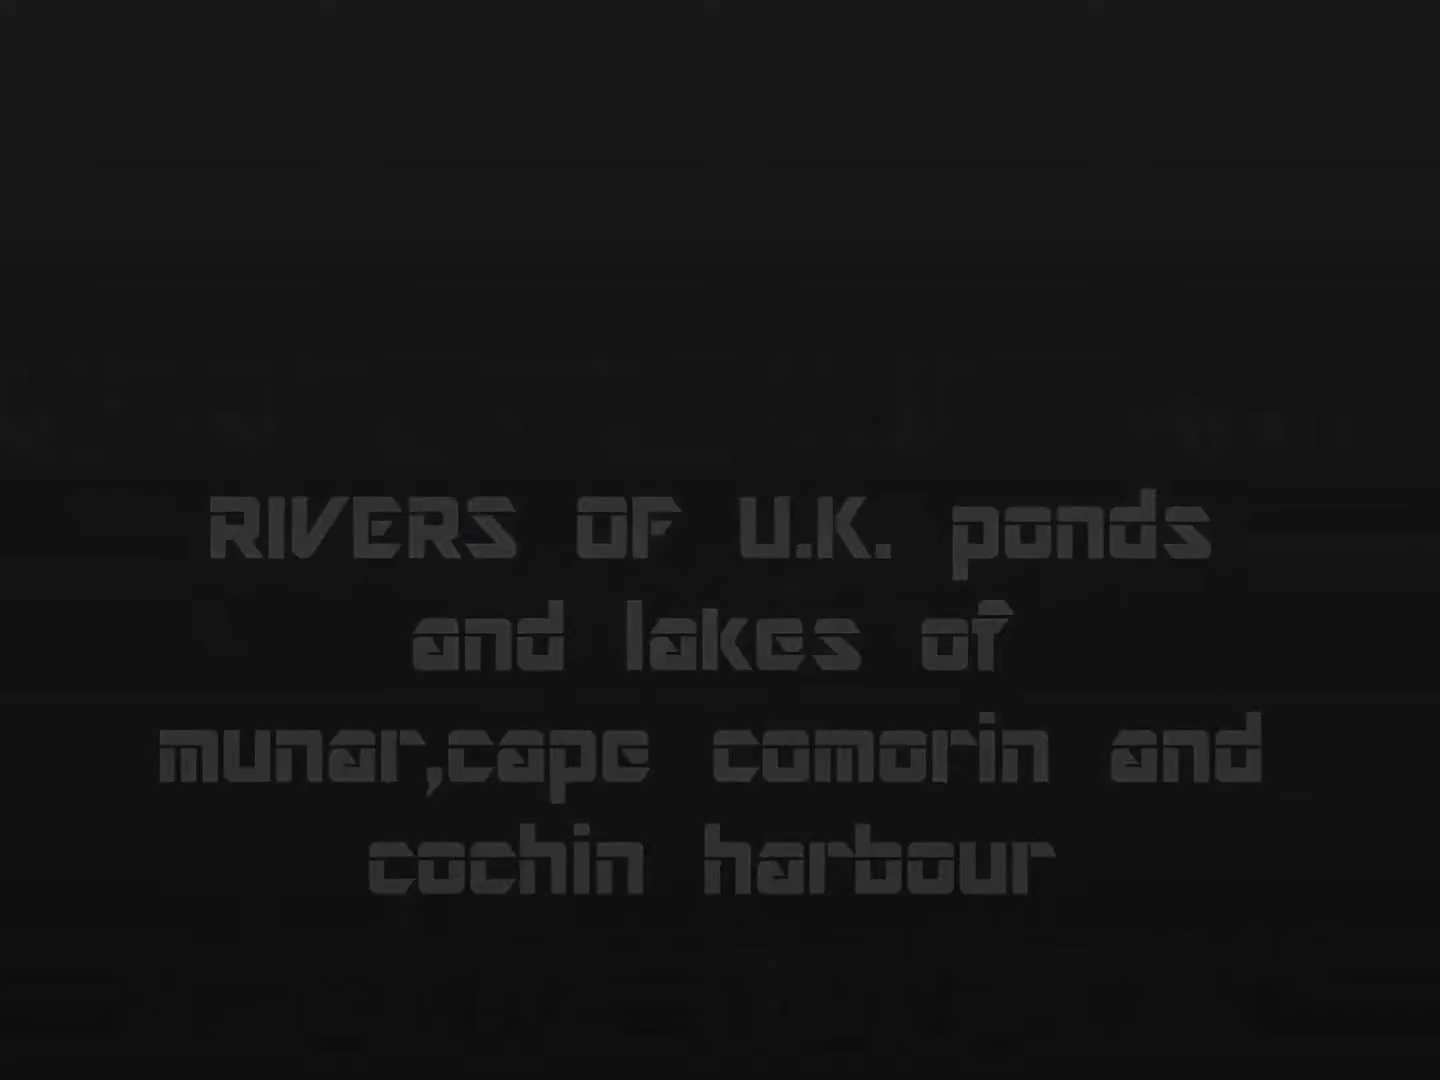 RIVERS OF U.K. ponds
and lakes of
munar,cape comorin and
cochin harbour